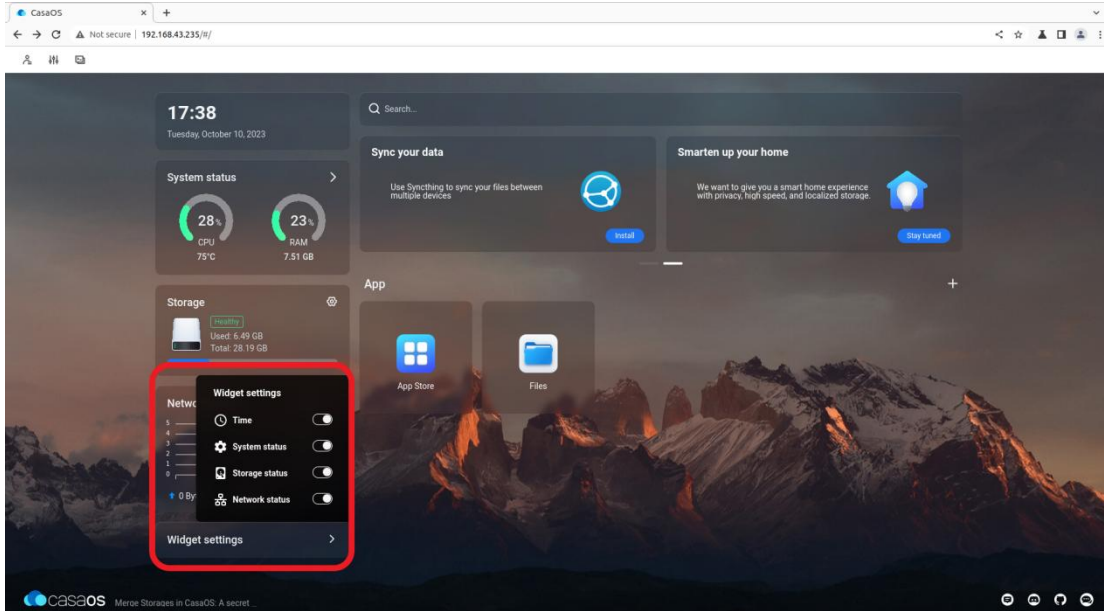 CasaOS
Not secure
192.168.43.235/#/
17:38
Tuesday, October 10, 2023
Search...
Sync your data
Use Syncthing to sync your files between
multiple devices
Install
Smarten up your home
We want to give you a smart home experience
with privacy, high speed, and localized storage.
Stay tuned
System status
28%
CPU
75°C
23%
RAM
7.51 GB
Storage
Healthy
Used: 6.49 GB
Total: 28.19 GB
App
App Store
Files
Netwo
5
4
3
2
1
0
0 By
Widget settings
Time
System status
Storage status
Network status
Widget settings
casaOS
Merge Storages in CasaOS: A secret _